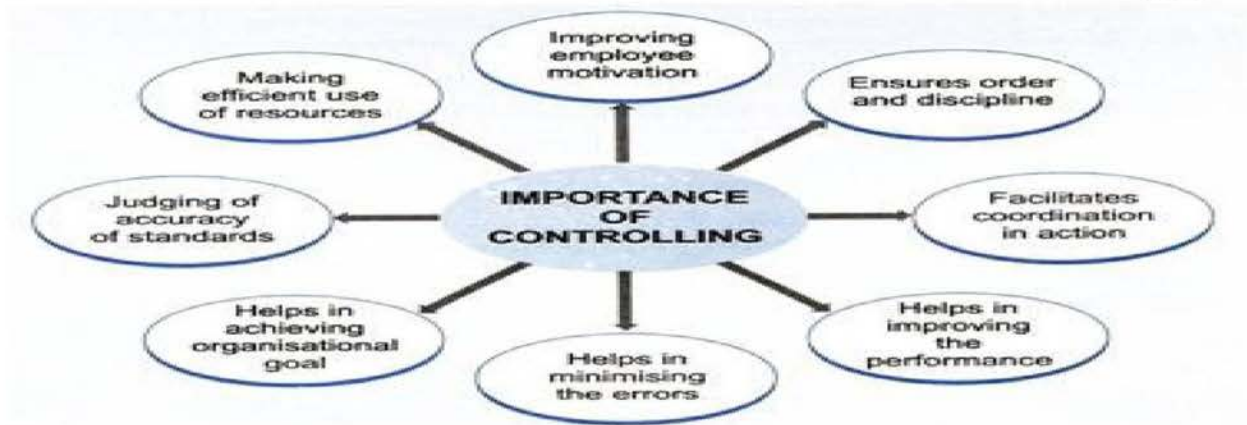 IMPORTANCE
OF
CONTROLLING
Improving
employee
motivation
Ensures order
and discipline
Facilitates
coordination
in action
Helps in
improving
the
performance
Helps in
minimising
the errors
Helps in
achieving
organisational
goal
Judging of
accuracy
of standards
Making
efficient use
of resources